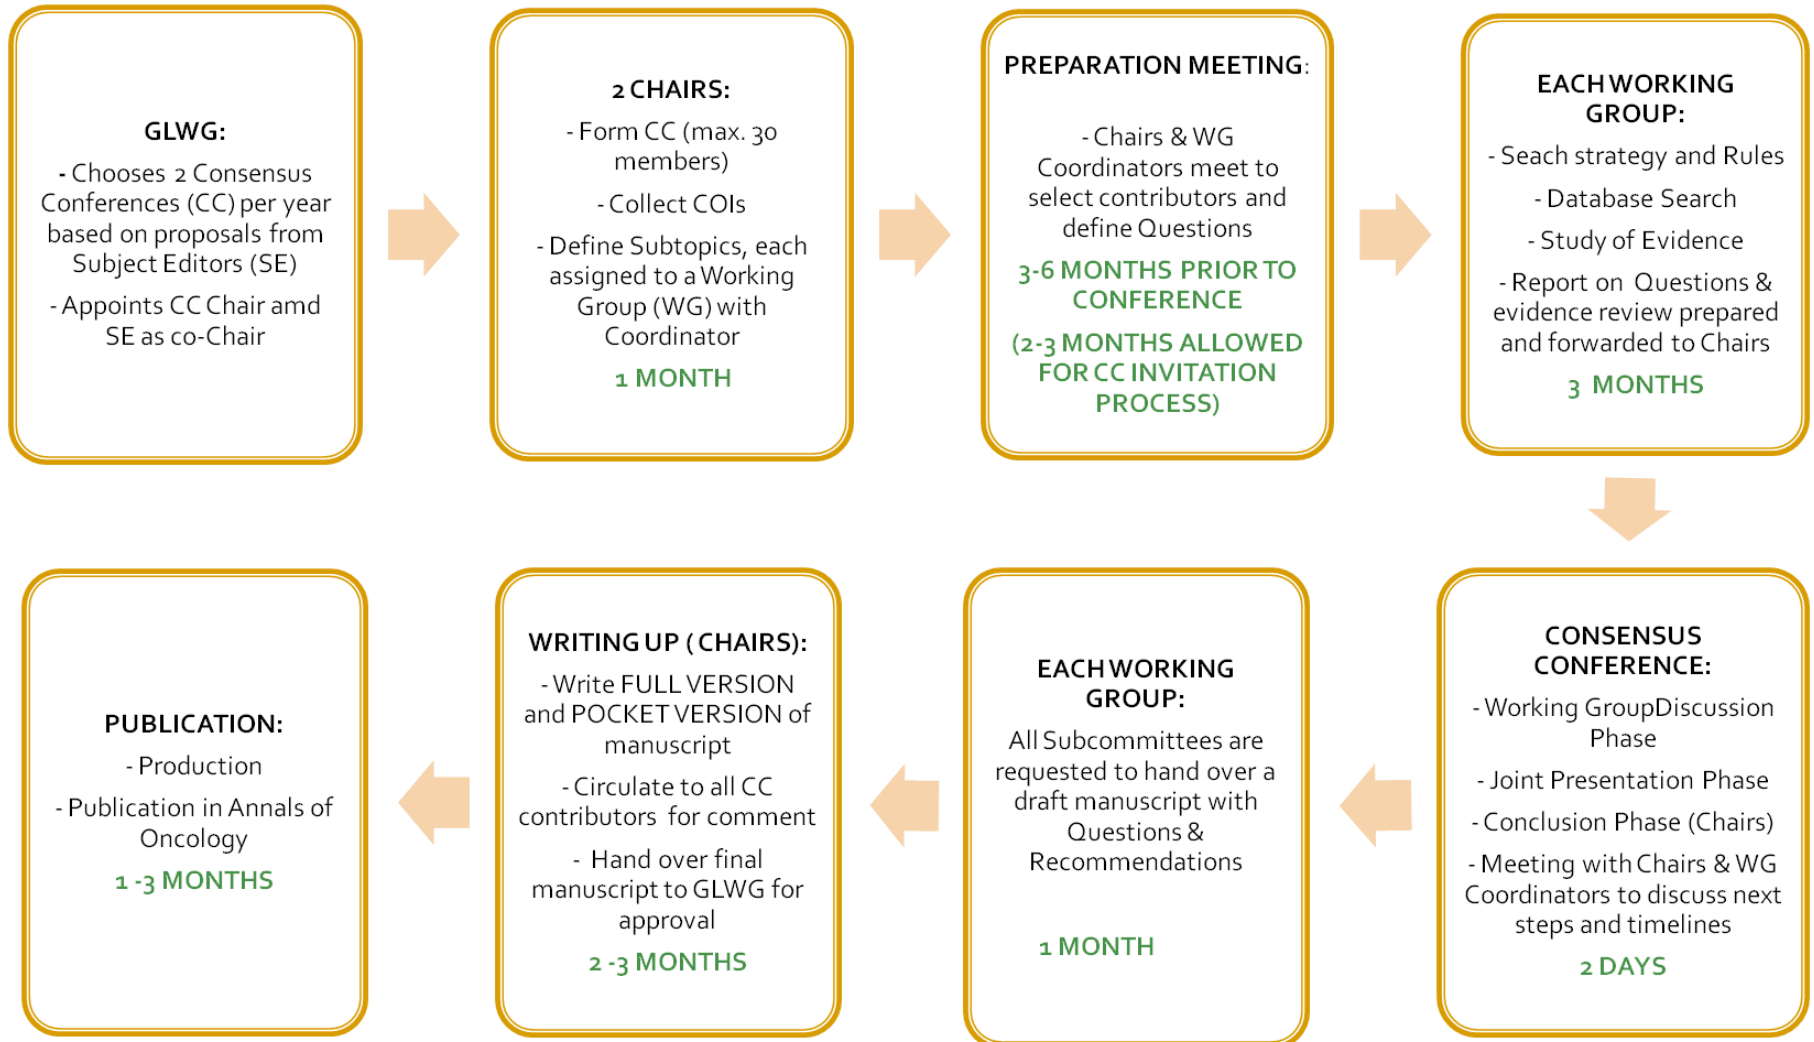 GLWG:
- Chooses 2 Consensus
Conferences (CC) per year
based on proposals from
Subject Editors (SE)
- Appoints CC Chair amd
SE as co-Chair
2 CHAIRS:
- Form CC (max. 30
members)
- Collect COIs
- Define Subtopics, each
assigned to a Working
Group (WG) with
Coordinator
1 MONTH
PREPARATION MEETING:
- Chairs & WG
Coordinators meet to
select contributors and
define Questions
3-6 MONTHS PRIOR TO
CONFERENCE
(2-3 MONTHS ALLOWED
FOR CC INVITATION
PROCESS)
EACH WORKING
GROUP:
- Seach strategy and Rules
- Database Search
- Study of Evidence
- Report on Questions &
evidence review prepared
and forwarded to Chairs
3 MONTHS
CONSENSUS
CONFERENCE:
- Working GroupDiscussion
Phase
- Joint Presentation Phase
- Conclusion Phase (Chairs)
- Meeting with Chairs & WG
Coordinators to discuss next
steps and timelines
2 DAYS
EACH WORKING
GROUP:
All Subcommittees are
requested to hand over a
draft manuscript with
Questions &
Recommendations
1 MONTH
WRITING UP ( CHAIRS):
- Write FULL VERSION
and POCKET VERSION of
manuscript
- Circulate to all CC
contributors for comment
- Hand over final
manuscript to GLWG for
approval
2 -3 MONTHS
PUBLICATION:
- Production
- Publication in Annals of
Oncology
1 -3 MONTHS